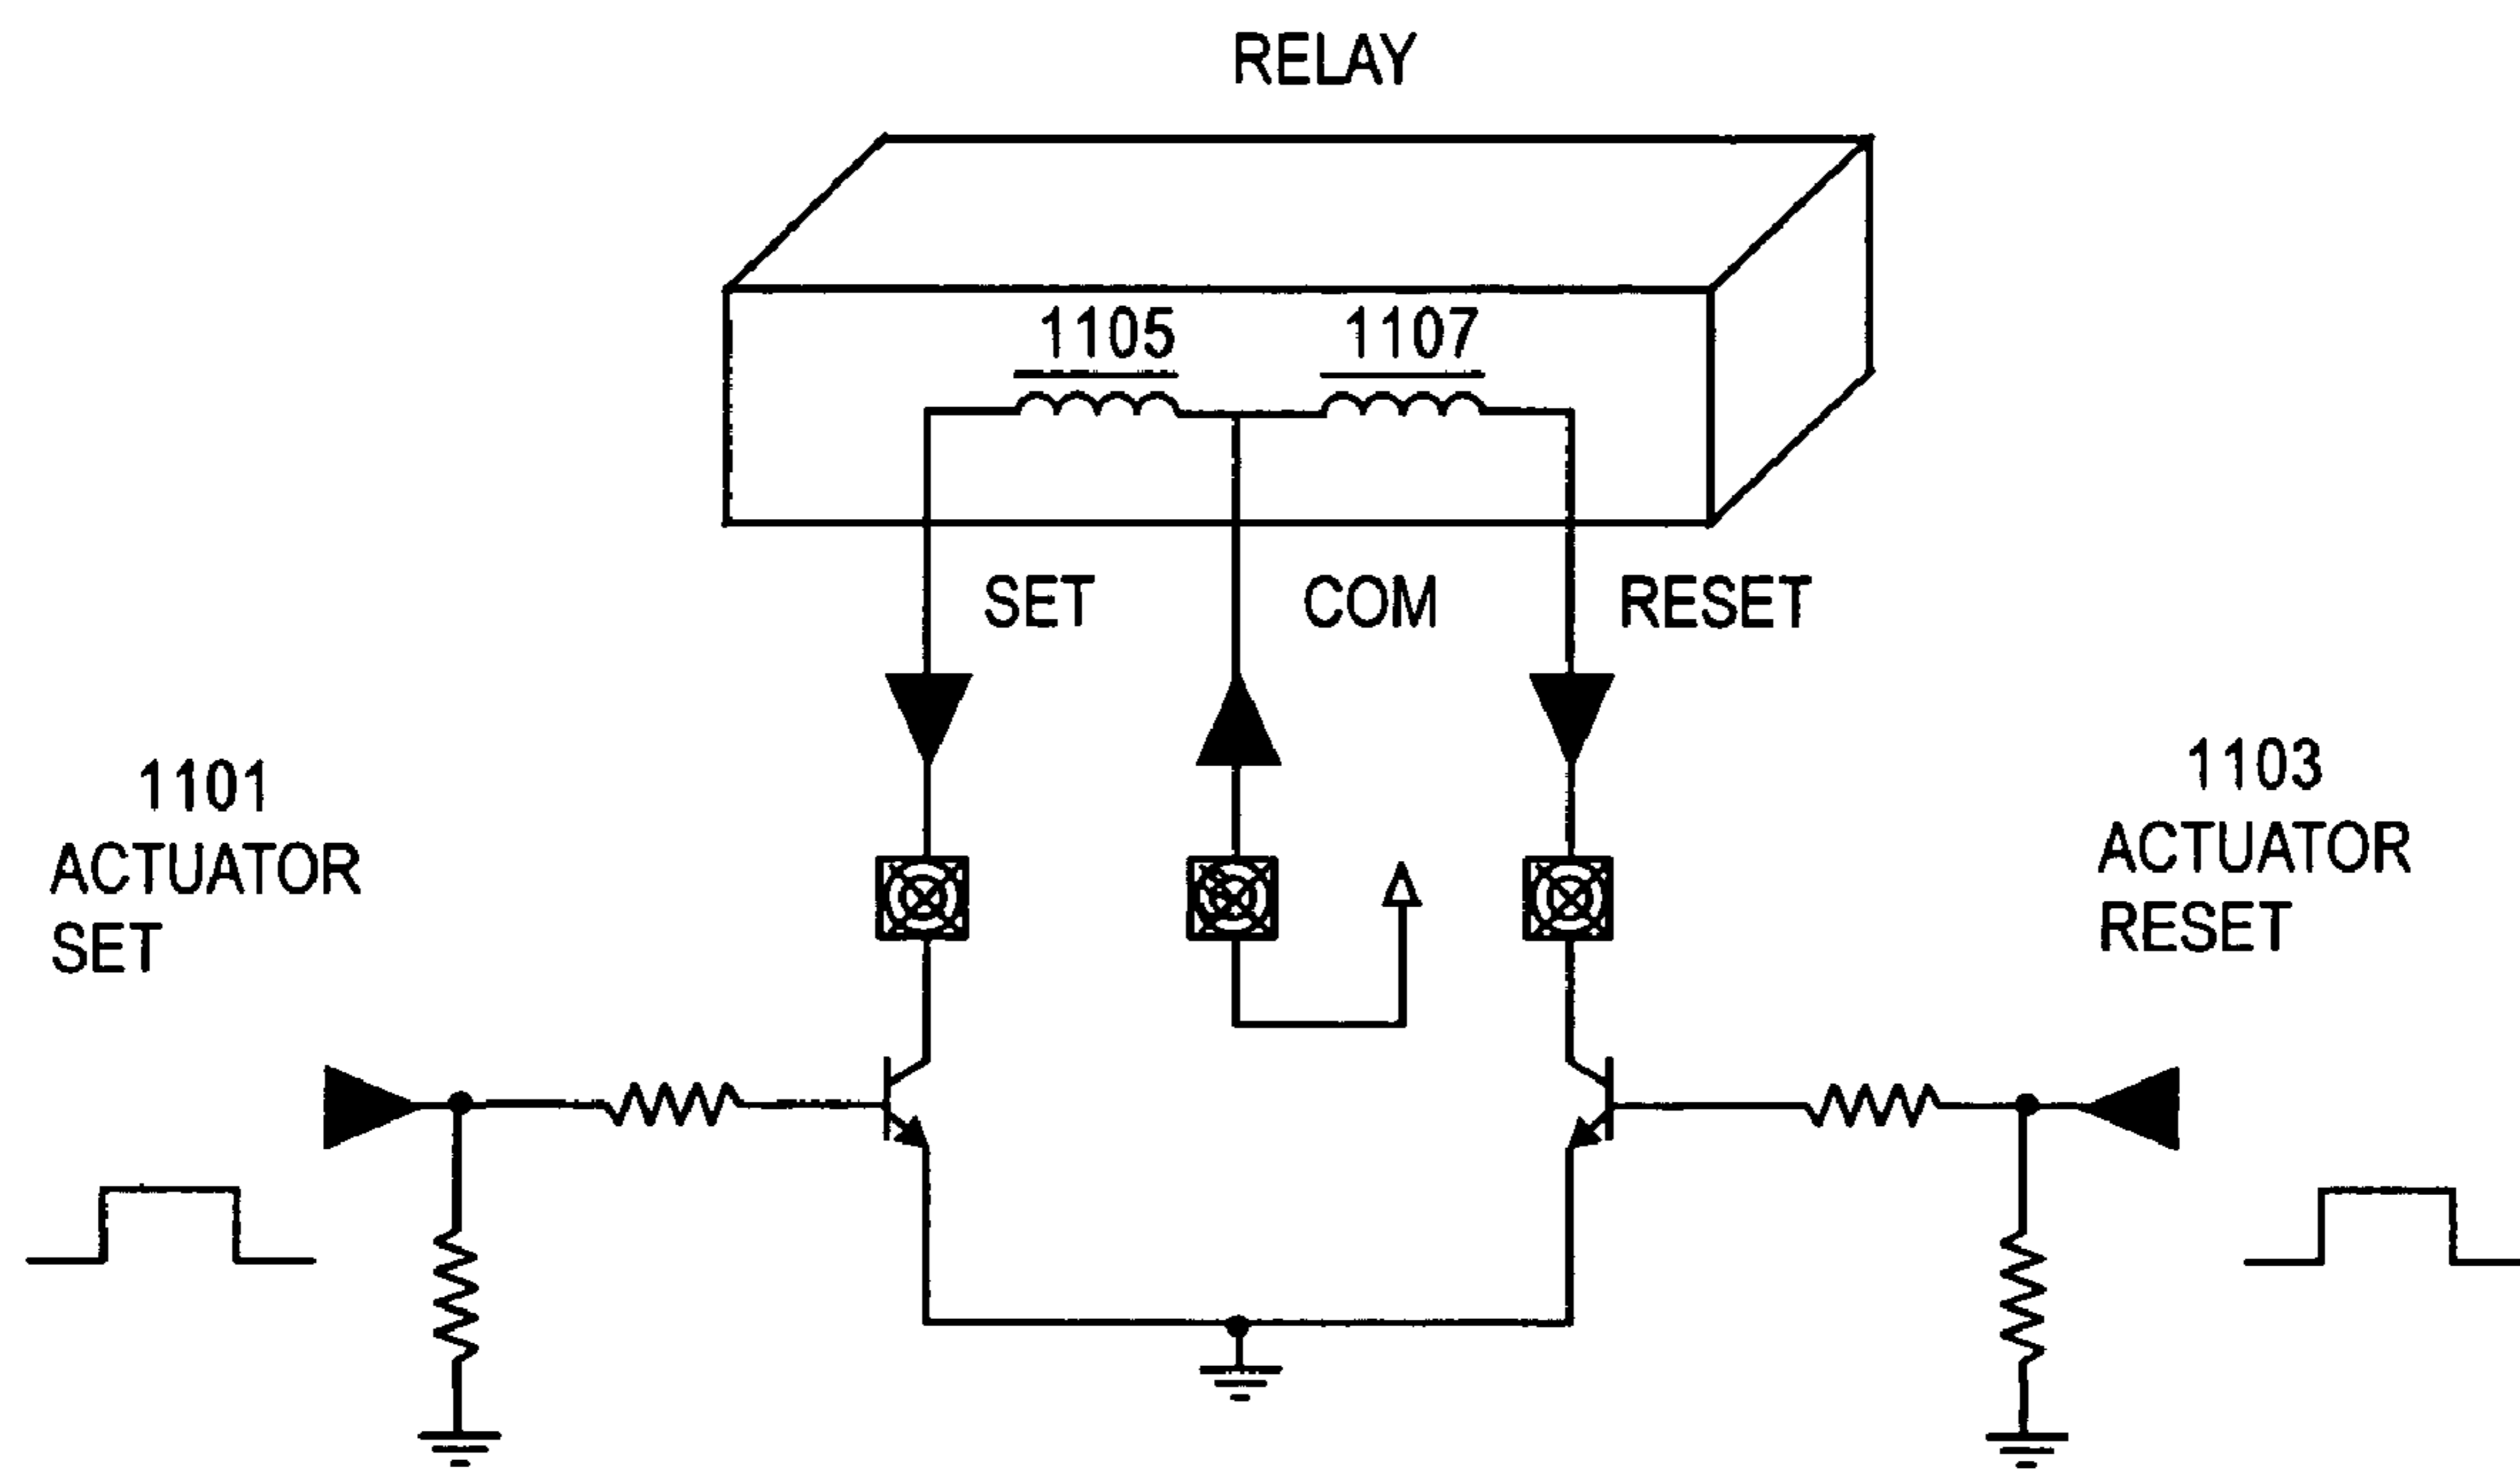 RELAY
1105
1107
SET
COM
RESET
1101
ACTUATOR
SET
1103
ACTUATOR
RESET